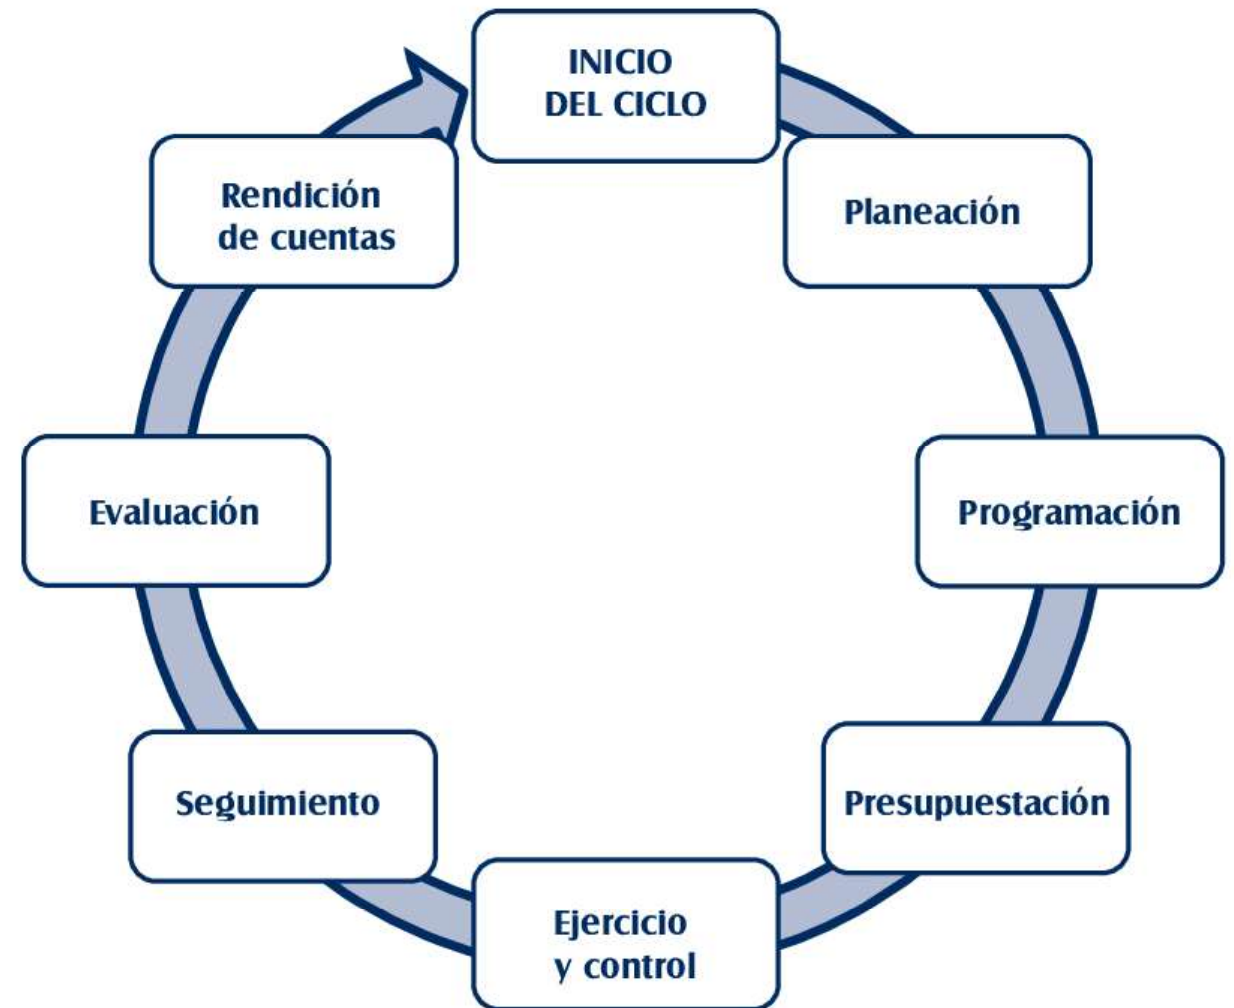 INICIO
DEL CICLO
Planeación
Programación
Presupuestación
Ejercicio
y control
Seguimiento
Evaluación
Rendición
de cuentas